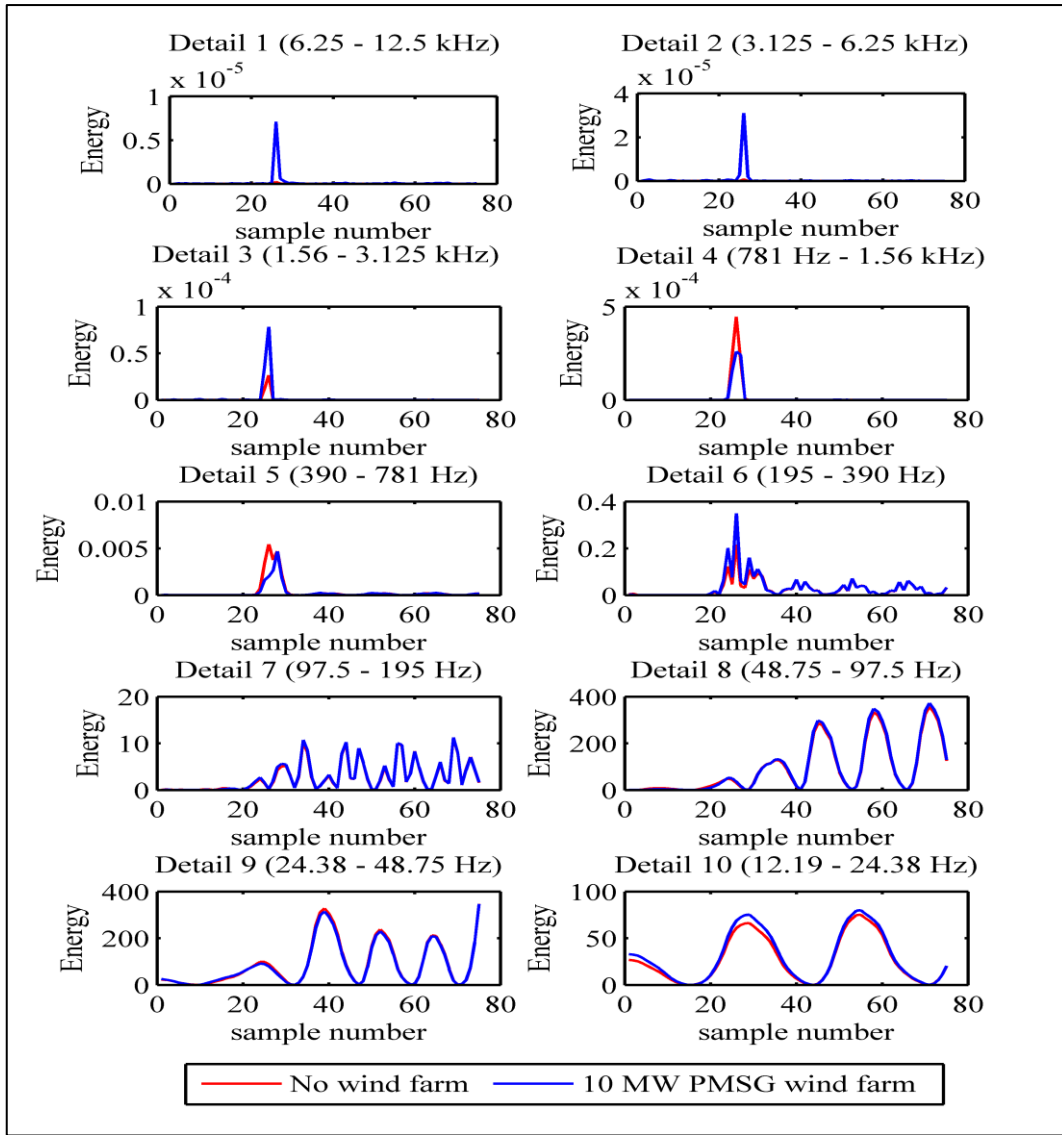 Detail 1 (6.25 - 12.5 kHz)
x 10^-5
1
0.5
0
Energy
0 20 40 60 80
sample number
Detail 2 (3.125 - 6.25 kHz)
x 10^-5
4
2
0
Energy
0 20 40 60 80
sample number
Detail 3 (1.56 - 3.125 kHz)
x 10^-4
1
0.5
0
Energy
0 20 40 60 80
sample number
Detail 4 (781 Hz - 1.56 kHz)
x 10^-4
5
0
Energy
0 20 40 60 80
sample number
Detail 5 (390 - 781 Hz)
0.01
0.005
0
Energy
0 20 40 60 80
sample number
Detail 6 (195 - 390 Hz)
0.4
0.2
0
Energy
0 20 40 60 80
sample number
Detail 7 (97.5 - 195 Hz)
20
10
0
Energy
0 20 40 60 80
sample number
Detail 8 (48.75 - 97.5 Hz)
400
200
0
Energy
0 20 40 60 80
sample number
Detail 9 (24.38 - 48.75 Hz)
400
200
0
Energy
0 20 40 60 80
sample number
Detail 10 (12.19 - 24.38 Hz)
100
50
0
Energy
0 20 40 60 80
sample number
No wind farm 10 MW PMSG wind farm